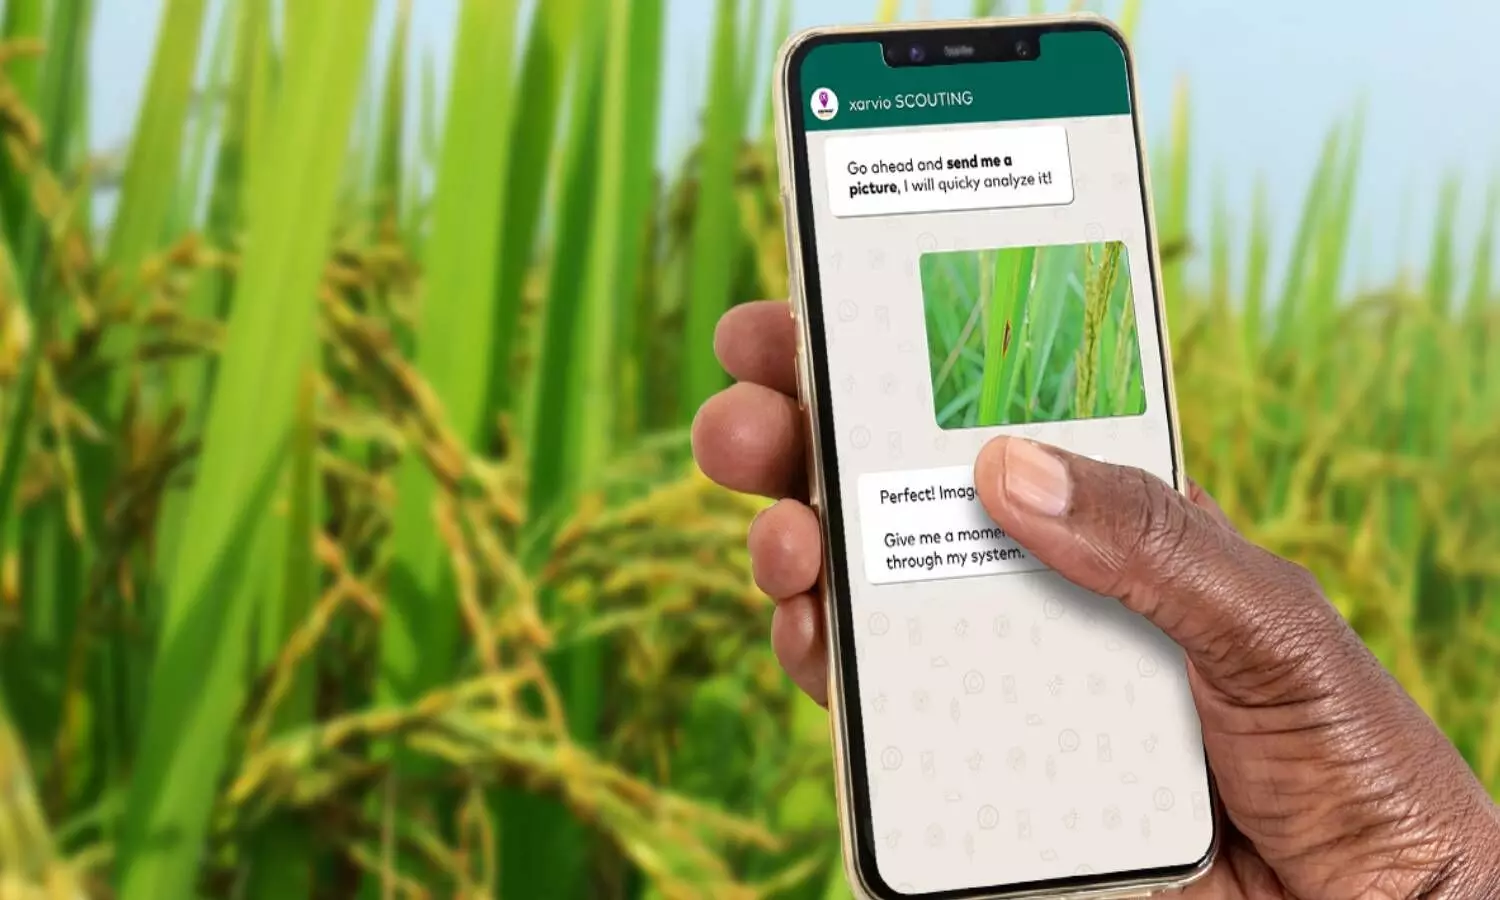 xarvio SCOUTING
Go ahead and send me a
picture, I will quicky analyze it!
Perfect! Imag
Give me a mome
through my system.